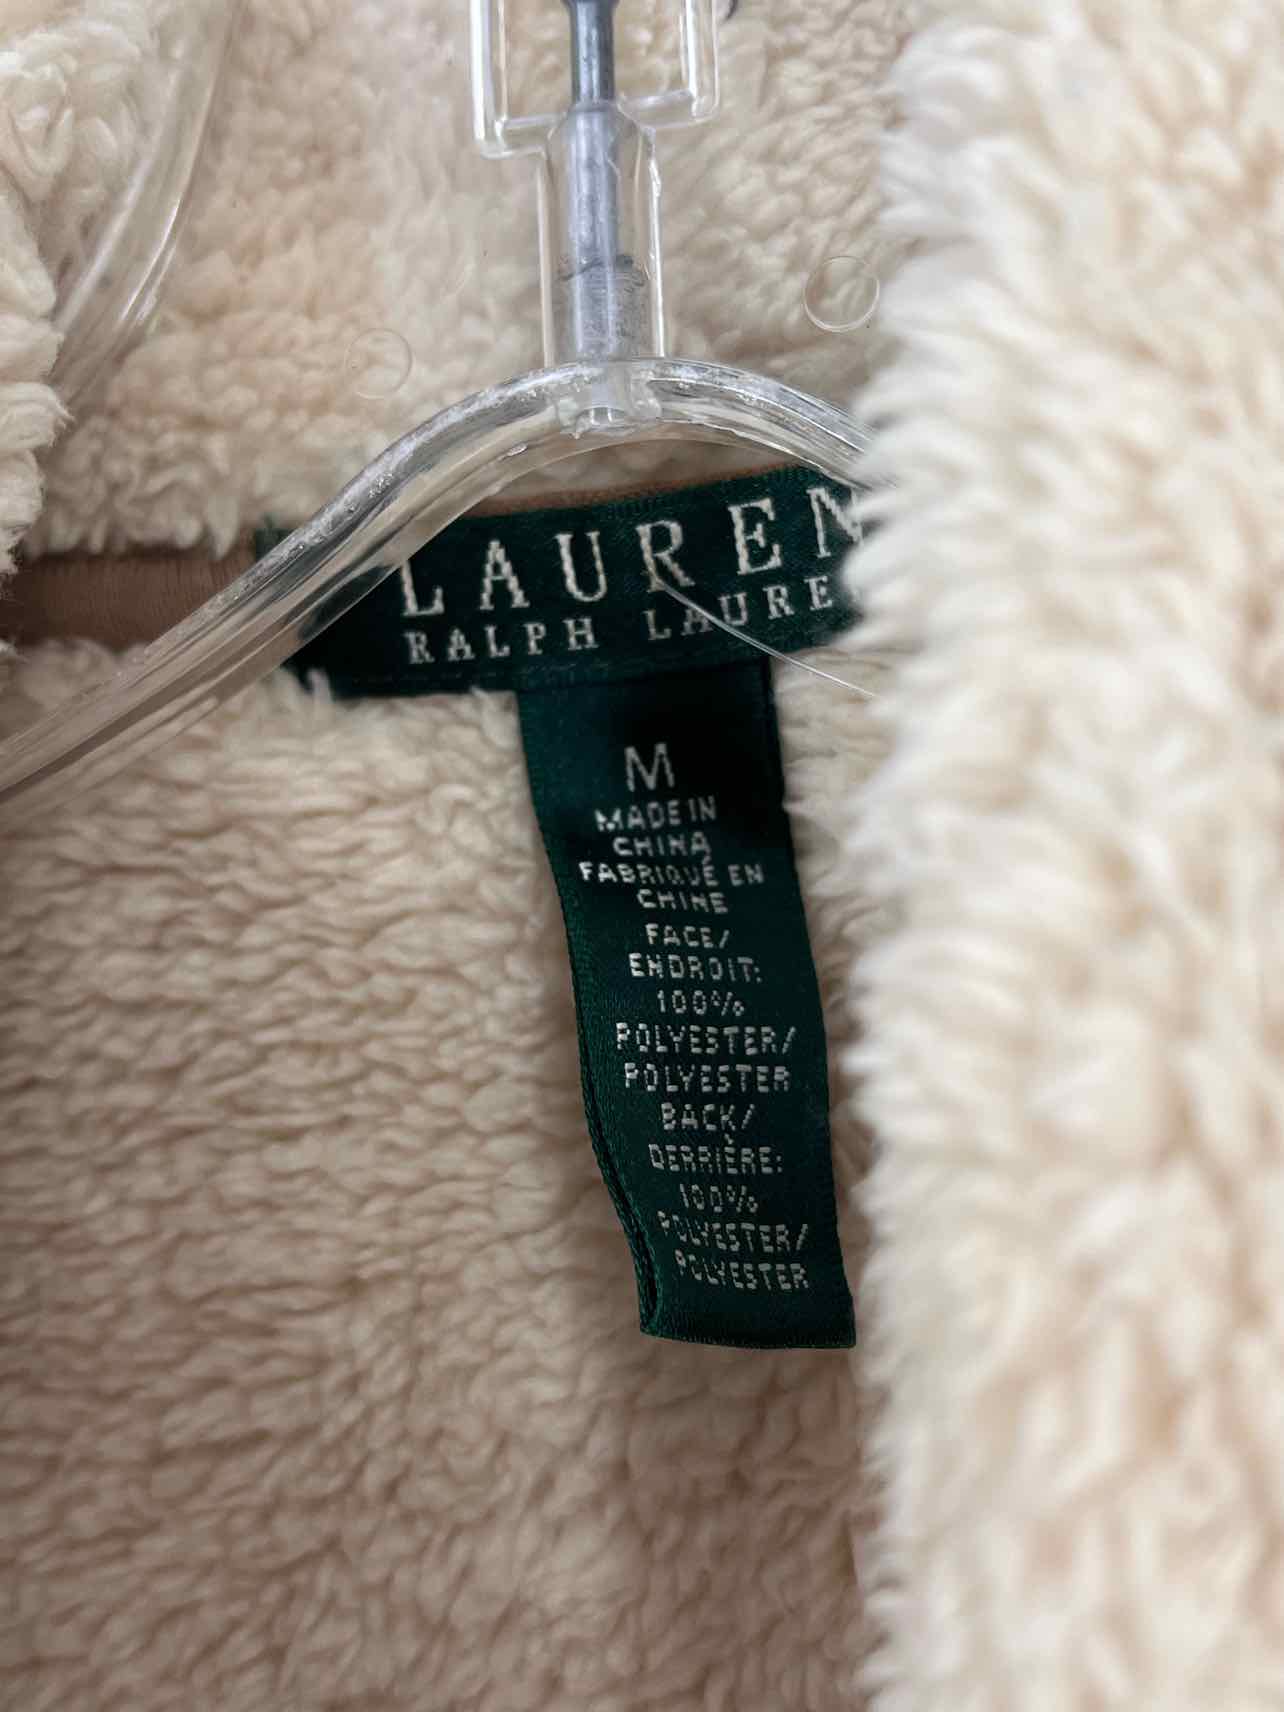 LAUREN
RALPH LAURE
M
MADE IN
CHINA
FABRIQUÉ EN
CHINE
FACE/
ENDROIT:
100%
POLYESTER/
POLYESTER
BACK/
DERRIÈRE:
100%
POLYESTER/
POLYESTER